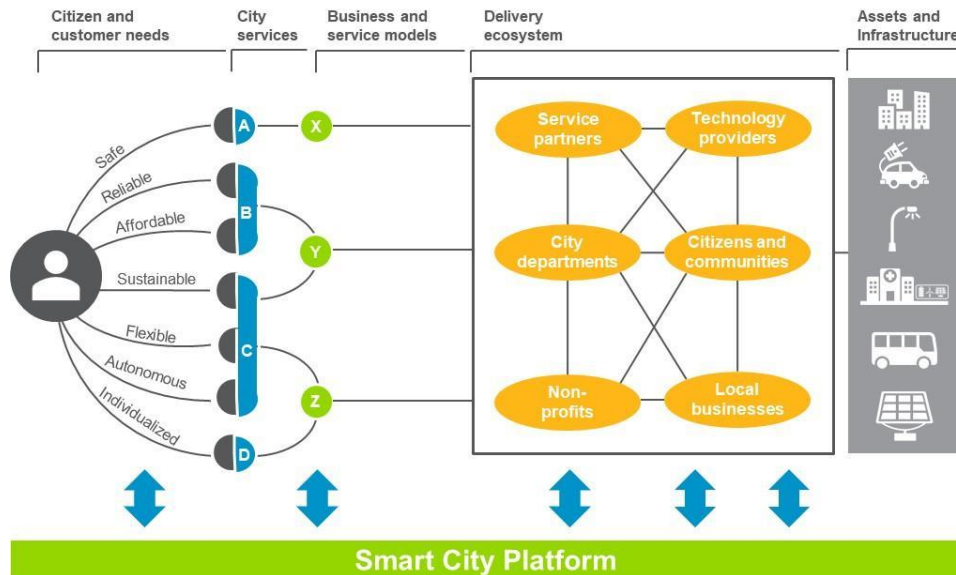 Citizen and
customer needs
City
services
Business and
service models
Delivery
ecosystem
Assets and
Infrastructure
Safe
Reliable
Affordable
Sustainable
Flexible
Autonomous
Individualized
A
B
C
D
X
Y
Z
Service
partners
Technology
providers
City
departments
Citizens and
communities
Non-
profits
Local
businesses
Smart City Platform